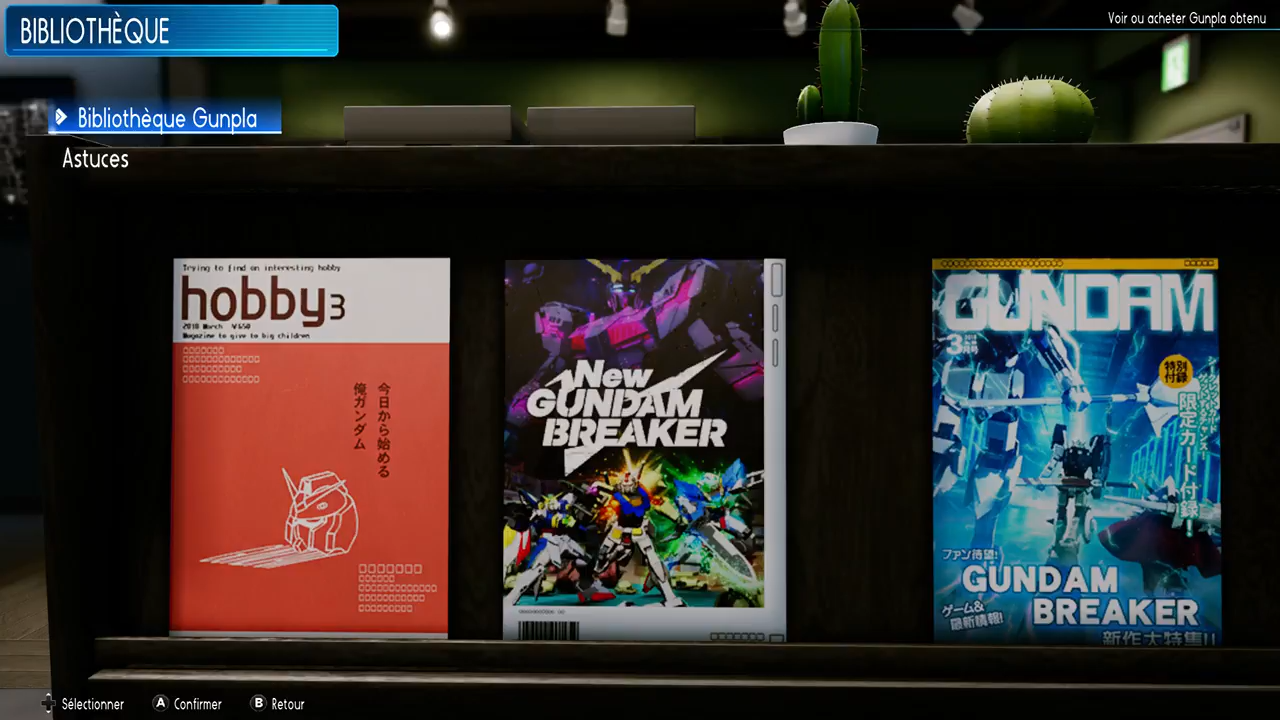 BIBLIOTHÈQUE
Voir ou acheter Gunpla obtenu
Bibliothèque Gunpla
Astuces
Trying to find an interesting hobby
hobby3
2018 March ¥650
Magazine to give to big children
今日から始める
俺ガンダム
New
GUNDAM
BREAKER
GUNDAM
3月号
特別
付録
限定カード付録!
ファン待望!
GUNDAM
BREAKER
ゲーム&
最新情報!
新作大特集!!
Sélectionner
A Confirmer
B Retour